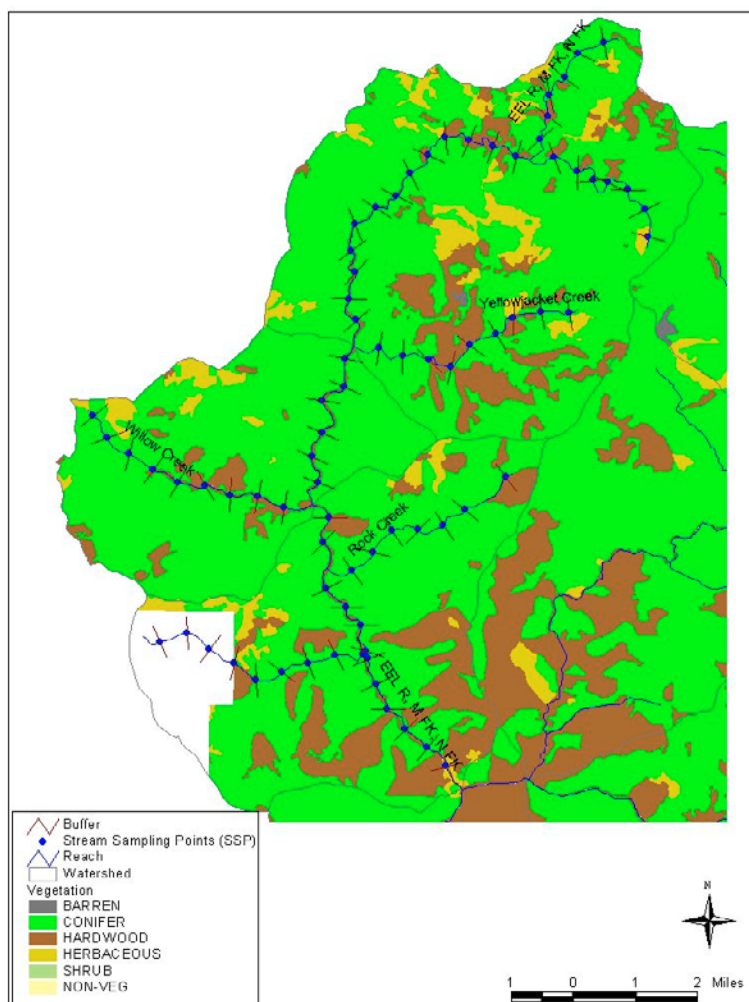 EEL R, M FK, N FK
Yellowjacket Creek
Willow Creek
Rock Creek
EEL R, M FK, N FK
Buffer
Stream Sampling Points (SSP)
Reach
Watershed
Vegetation
BARREN
CONIFER
HARDWOOD
HERBACEOUS
SHRUB
NON-VEG
N
1 0 1 2 Miles